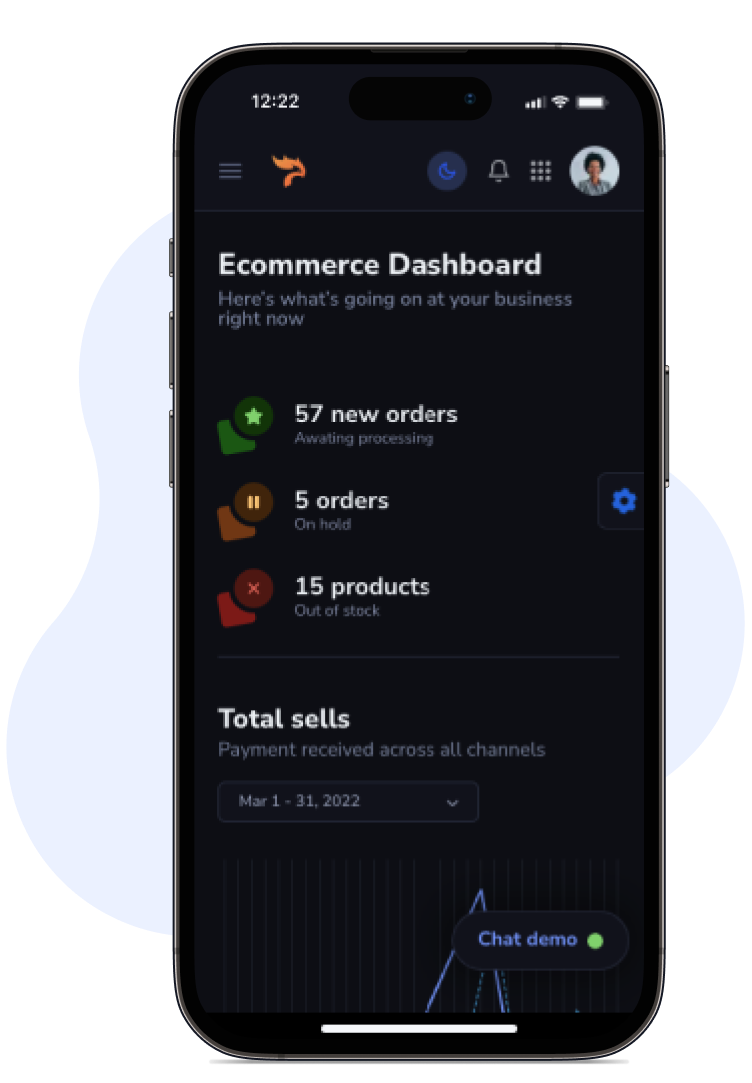 12:22
Ecommerce Dashboard
Here's what's going on at your business
right now
57 new orders
Awating processing
5 orders
On hold
15 products
Out of stock
Total sells
Payment received across all channels
Mar 1 - 31, 2022
Chat demo